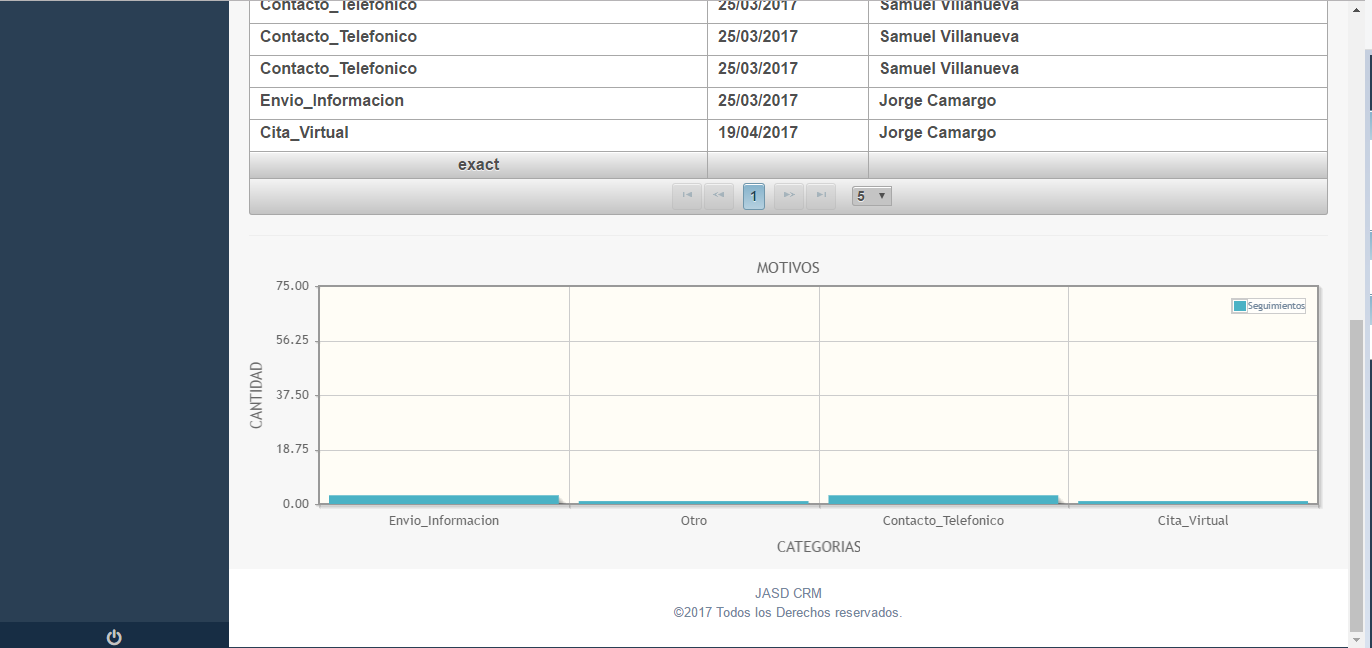 Contacto_Telefonico 25/03/2017 Samuel Villanueva
Contacto_Telefonico 25/03/2017 Samuel Villanueva
Contacto_Telefonico 25/03/2017 Samuel Villanueva
Envio_Informacion 25/03/2017 Jorge Camargo
Cita_Virtual 19/04/2017 Jorge Camargo
exact
1 5
MOTIVOS
75.00
Seguimientos
56.25
37.50
CANTIDAD
18.75
0.00
Envio_Informacion Otro Contacto_Telefonico Cita_Virtual
CATEGORIAS
JASD CRM
©2017 Todos los Derechos reservados.